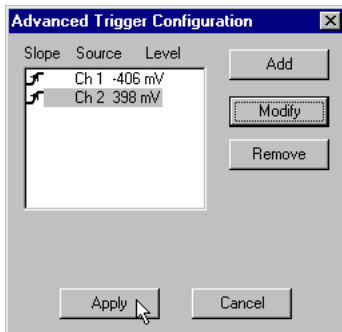 Advanced Trigger Configuration
Slope Source Level
Ch 1 -406 mV
Ch 2 398 mV
Add
Modify
Remove
Apply
Cancel